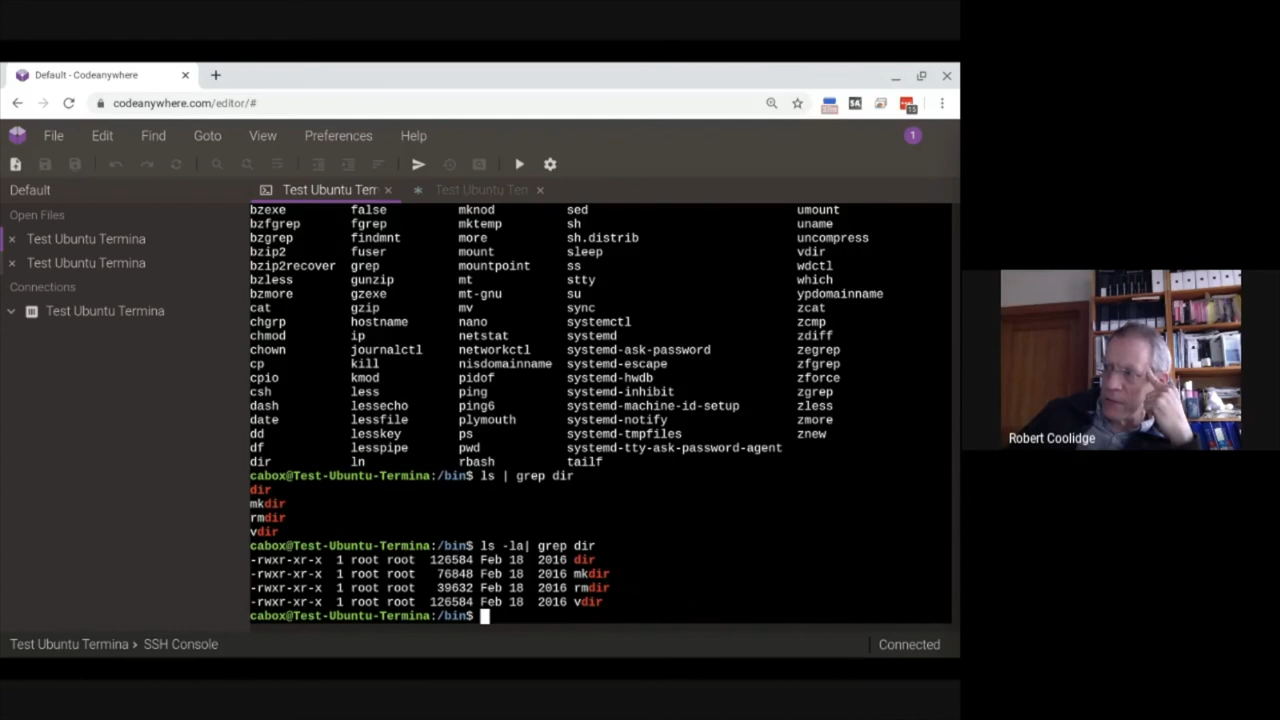 Default - Codeanywhere
codeanywhere.com/editor/#
File Edit Find Goto View Preferences Help 1
Default
Test Ubuntu Tern
Test Ubuntu Tern
Open Files
Test Ubuntu Termina
Test Ubuntu Termina
Connections
Test Ubuntu Termina
bzexe false mknod sed umount
bzfgrep fgrep mktemp sh uname
bzgrep findmnt more sh.distrib uncompress
bzip2 fuser mount sleep vdir
bzip2recover grep mountpoint ss wdctl
bzless gunzip mt stty which
bzmore gzexe mt-gnu su ypdomainname
cat gzip mv sync zcat
chgrp hostname nano systemctl zcmp
chmod ip netstat systemd zdiff
chown journalctl networkctl systemd-ask-password zegrep
cp kill nisdomainname systemd-escape zfgrep
cpio kmod pidof systemd-hwdb zforce
csh less ping systemd-inhibit zgrep
dash lessecho ping6 systemd-machine-id-setup zless
date lessfile plymouth systemd-notify zmore
dd lesskey ps systemd-tmpfiles znew
df lesspipe pwd systemd-tty-ask-password-agent
dir ln rbash tailf
cabox@Test-Ubuntu-Termina:/bin$ ls | grep dir
dir
mkdir
rmdir
vdir
cabox@Test-Ubuntu-Termina:/bin$ ls -la| grep dir
-rwxr-xr-x 1 root root 126584 Feb 18 2016 dir
-rwxr-xr-x 1 root root 76848 Feb 18 2016 mkdir
-rwxr-xr-x 1 root root 39632 Feb 18 2016 rmdir
-rwxr-xr-x 1 root root 126584 Feb 18 2016 vdir
cabox@Test-Ubuntu-Termina:/bin$
Test Ubuntu Termina › SSH Console
Connected
Robert Coolidge